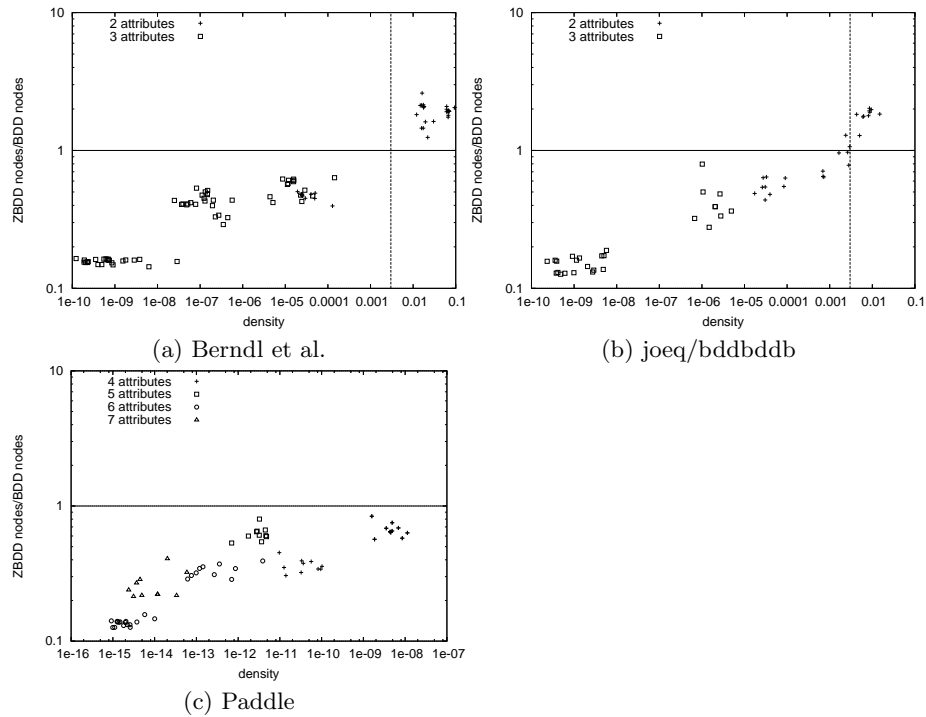 10
2 attributes
3 attributes
ZBDD nodes/BDD nodes
1
0.1
1e-10 1e-09 1e-08 1e-07 1e-06 1e-05 0.0001 0.001 0.01 0.1
density
(a) Berndl et al.
10
2 attributes
3 attributes
ZBDD nodes/BDD nodes
1
0.1
1e-10 1e-09 1e-08 1e-07 1e-06 1e-05 0.0001 0.001 0.01 0.1
density
(b) joeq/bddbddb
10
4 attributes
5 attributes
6 attributes
7 attributes
ZBDD nodes/BDD nodes
1
0.1
1e-16 1e-15 1e-14 1e-13 1e-12 1e-11 1e-10 1e-09 1e-08 1e-07
density
(c) Paddle